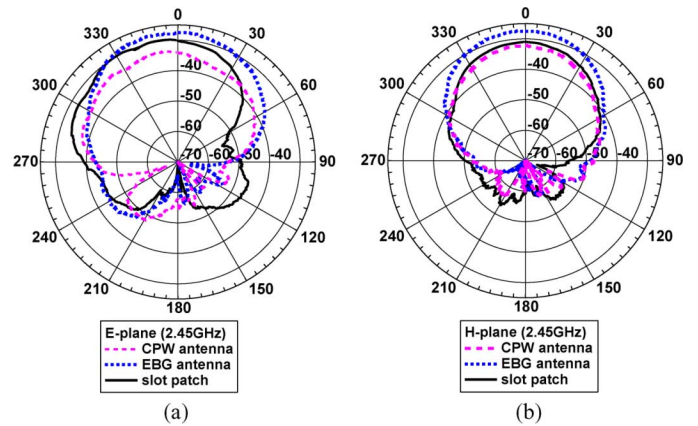 0
330
30
300
60
270
90
240
120
210
150
180
-40
-50
-60
-70 -60 -50 -40
E-plane (2.45GHz)
CPW antenna
EBG antenna
slot patch
(a)
0
330
30
300
60
270
90
240
120
210
150
180
-40
-50
-60
-70 -60 -50 -40
H-plane (2.45GHz)
CPW antenna
EBG antenna
slot patch
(b)